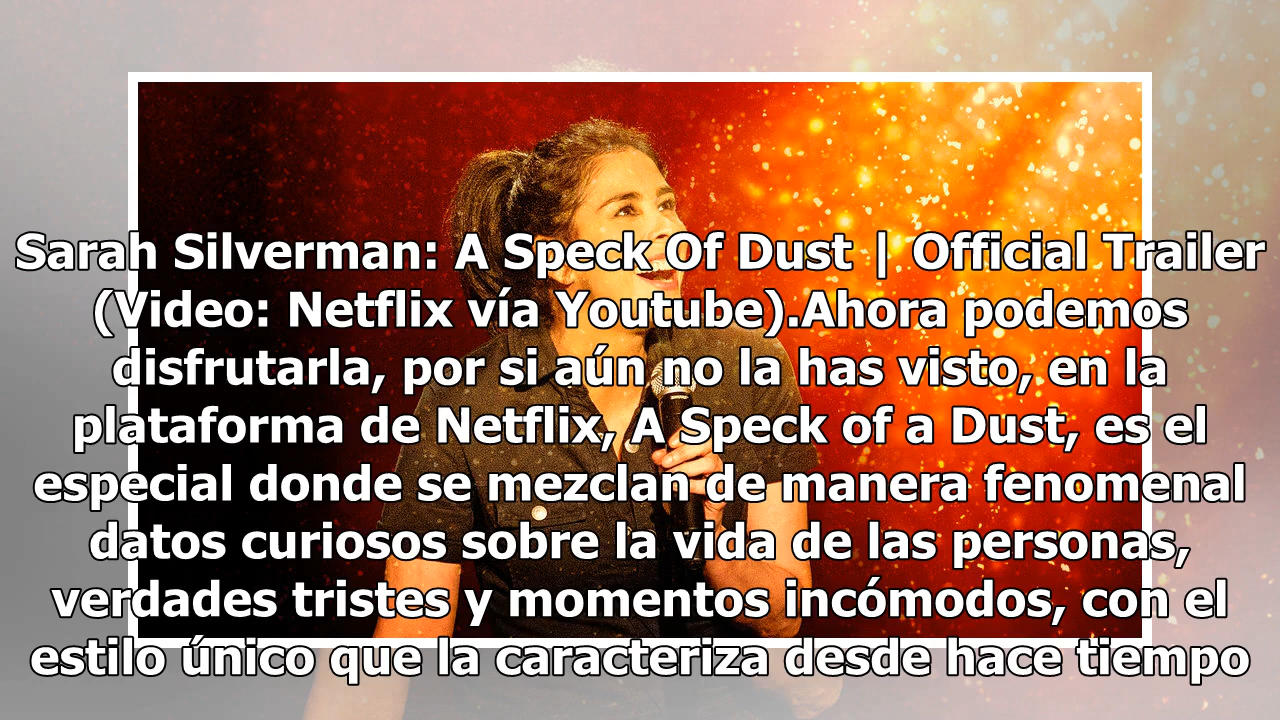 Sarah Silverman: A Speck Of Dust | Official Trailer
(Video: Netflix vía Youtube).Ahora podemos
disfrutarla, por si aún no la has visto, en la
plataforma de Netflix, A Speck of a Dust, es el
especial donde se mezclan de manera fenomenal
datos curiosos sobre la vida de las personas,
verdades tristes y momentos incómodos, con el
estilo único que la caracteriza desde hace tiempo